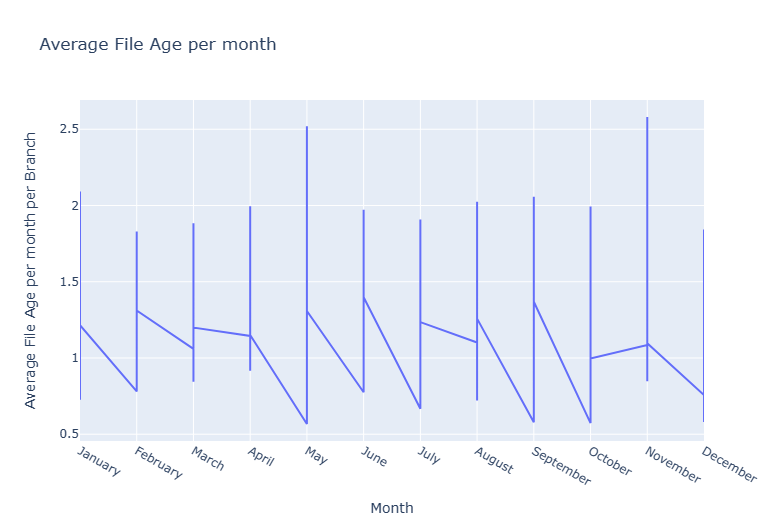 Average File Age per month
Average File Age per month per Branch
2.5
2
1.5
1
0.5
January
February
March
April
May
June
July
August
September
October
November
December
Month